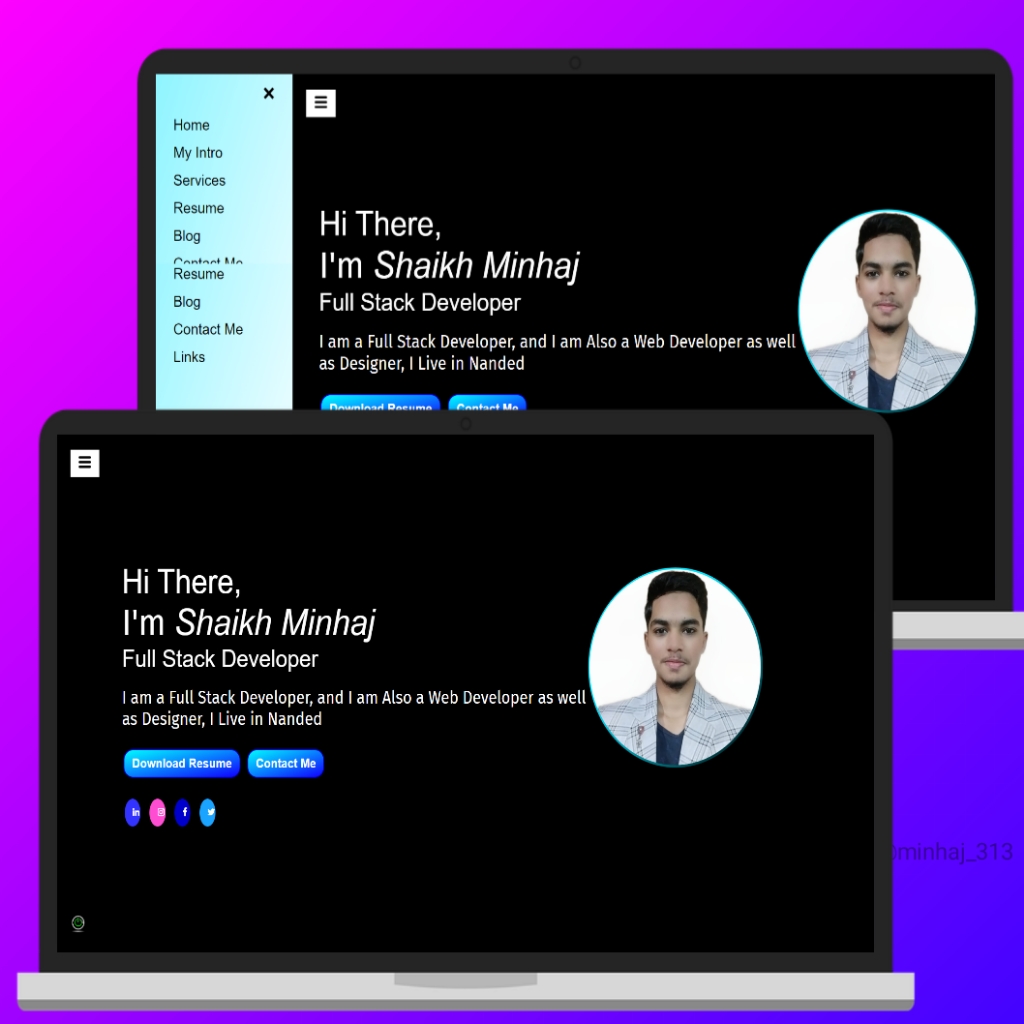 Home
My Intro
Services
Resume
Blog
Contact Me
Resume
Blog
Contact Me
Links
Hi There,
I'm Shaikh Minhaj
Full Stack Developer
I am a Full Stack Developer, and I am Also a Web Developer as well
as Designer, I Live in Nanded
Download Resume Contact Me
Hi There,
I'm Shaikh Minhaj
Full Stack Developer
I am a Full Stack Developer, and I am Also a Web Developer as well
as Designer, I Live in Nanded
Download Resume Contact Me
in f
@minhaj_313